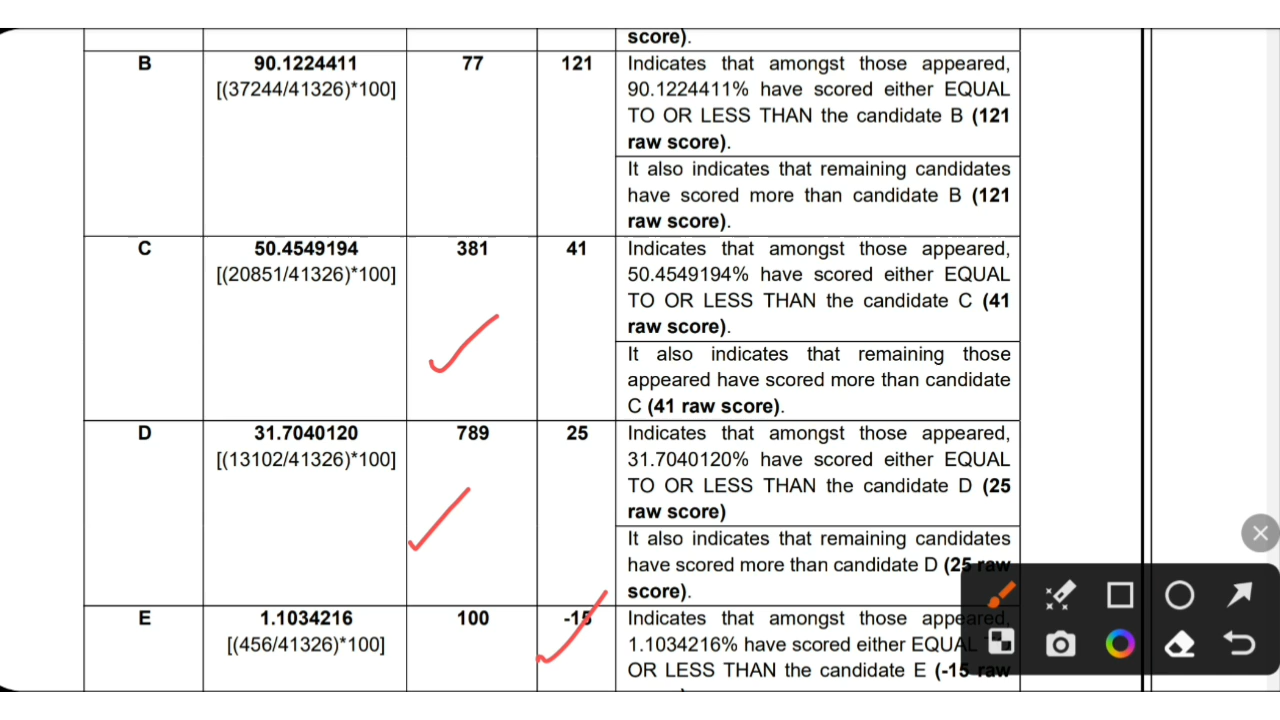 score).
B
90.1224411
[(37244/41326)*100]
77
121
Indicates that amongst those appeared,
90.1224411% have scored either EQUAL
TO OR LESS THAN the candidate B (121
raw score).
It also indicates that remaining candidates
have scored more than candidate B (121
raw score).
C
50.4549194
[(20851/41326)*100]
381
41
Indicates that amongst those appeared,
50.4549194% have scored either EQUAL
TO OR LESS THAN the candidate C (41
raw score).
It also indicates that remaining those
appeared have scored more than candidate
C (41 raw score).
D
31.7040120
[(13102/41326)*100]
789
25
Indicates that amongst those appeared,
31.7040120% have scored either EQUAL
TO OR LESS THAN the candidate D (25
raw score)
It also indicates that remaining candidates
have scored more than candidate D (25 raw
score).
E
1.1034216
[(456/41326)*100]
100
-15
Indicates that amongst those appeared,
1.1034216% have scored either EQUAL
OR LESS THAN the candidate E (-15 raw